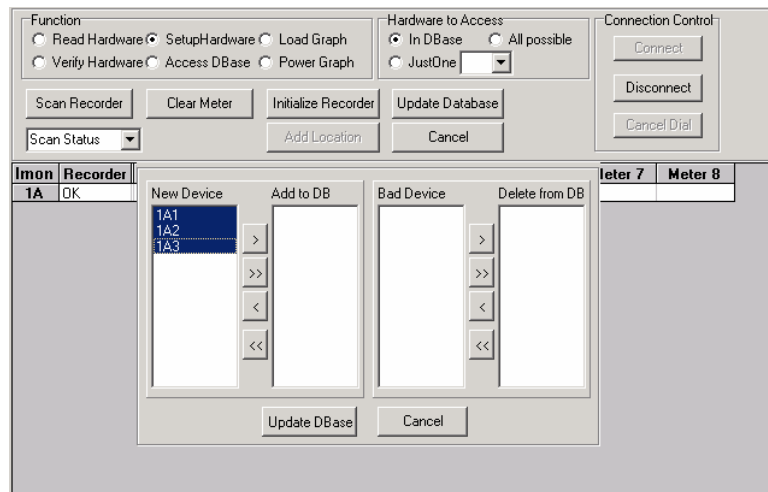 Function
Read Hardware SetupHardware Load Graph
Verify Hardware Access DBase Power Graph
Hardware to Access
In DBase All possible
JustOne
Connection Control
Connect
Disconnect
Cancel Dial
Scan Recorder Clear Meter Initialize Recorder Update Database
Scan Status Add Location Cancel
Imon Recorder Meter 7 Meter 8
1A OK
New Device Add to DB Bad Device Delete from DB
1A1
1A2
1A3
> >
>> >>
< <
<< <<
Update DBase Cancel